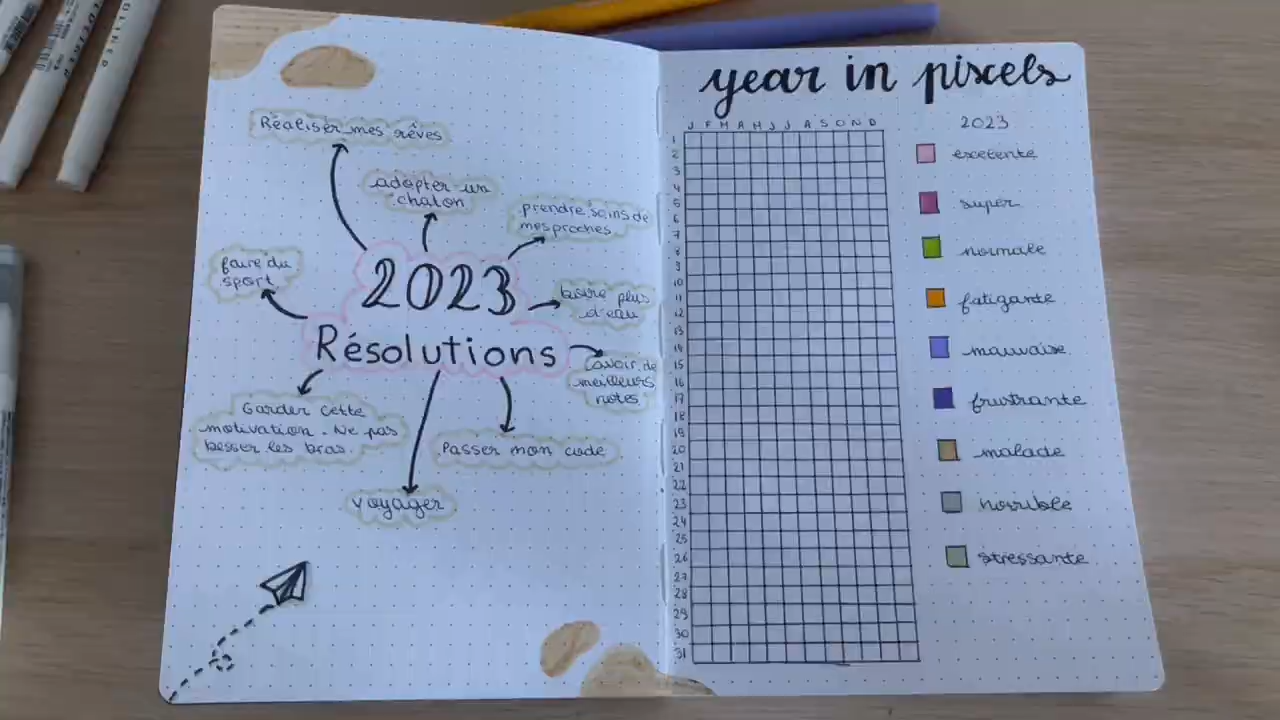 Réaliser mes rêves
adopter un
chaton
prendre soins de
mes proches
faire du
sport
2023
boire plus
d'eau
Résolutions
avoir de
meilleurs
notes
Garder cette
motivation. Ne pas
besser les bras.
Passer mon code
voyager
year in pixels
J F M A M J J A S O N D
1
2
3
4
5
6
7
8
9
10
11
12
13
14
15
16
17
18
19
20
21
22
23
24
25
26
27
28
29
30
31
2023
excelente
super
normale
fatigante
mauvaise
frustrante
malade
horrible
stressante